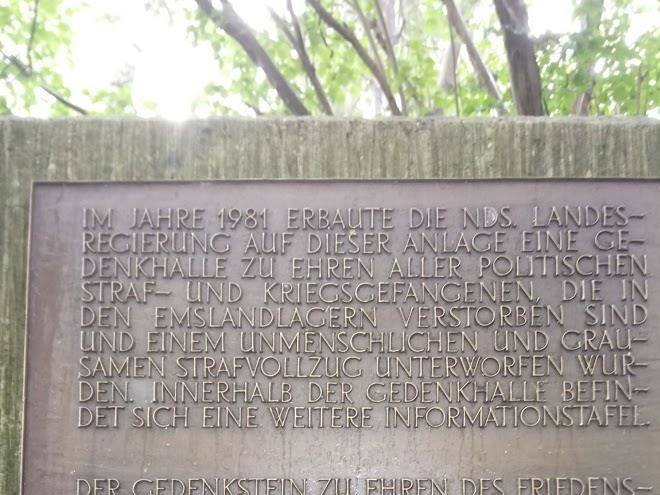 IM JAHRE 1981 ERBAUTE DIE NDS. LANDES-
REGIERUNG AUF DIESER ANLAGE EINE GE-
DENKHALLE ZU EHREN ALLER POLITISCHEN
STRAF- UND KRIEGSGEFANGENEN, DIE IN
DEN EMSLANDLAGERN VERSTORBEN SIND
UND EINEM UNMENSCHLICHEN UND GRAU-
SAMEN STRAFVOLLZUG UNTERWORFEN WUR-
DEN. INNERHALB DER GEDENKHALLE BEFIN-
DET SICH EINE WEITERE INFORMATIONSTAFEL.
DER GEDENKSTEIN ZU EHREN DES FRIEDENS-